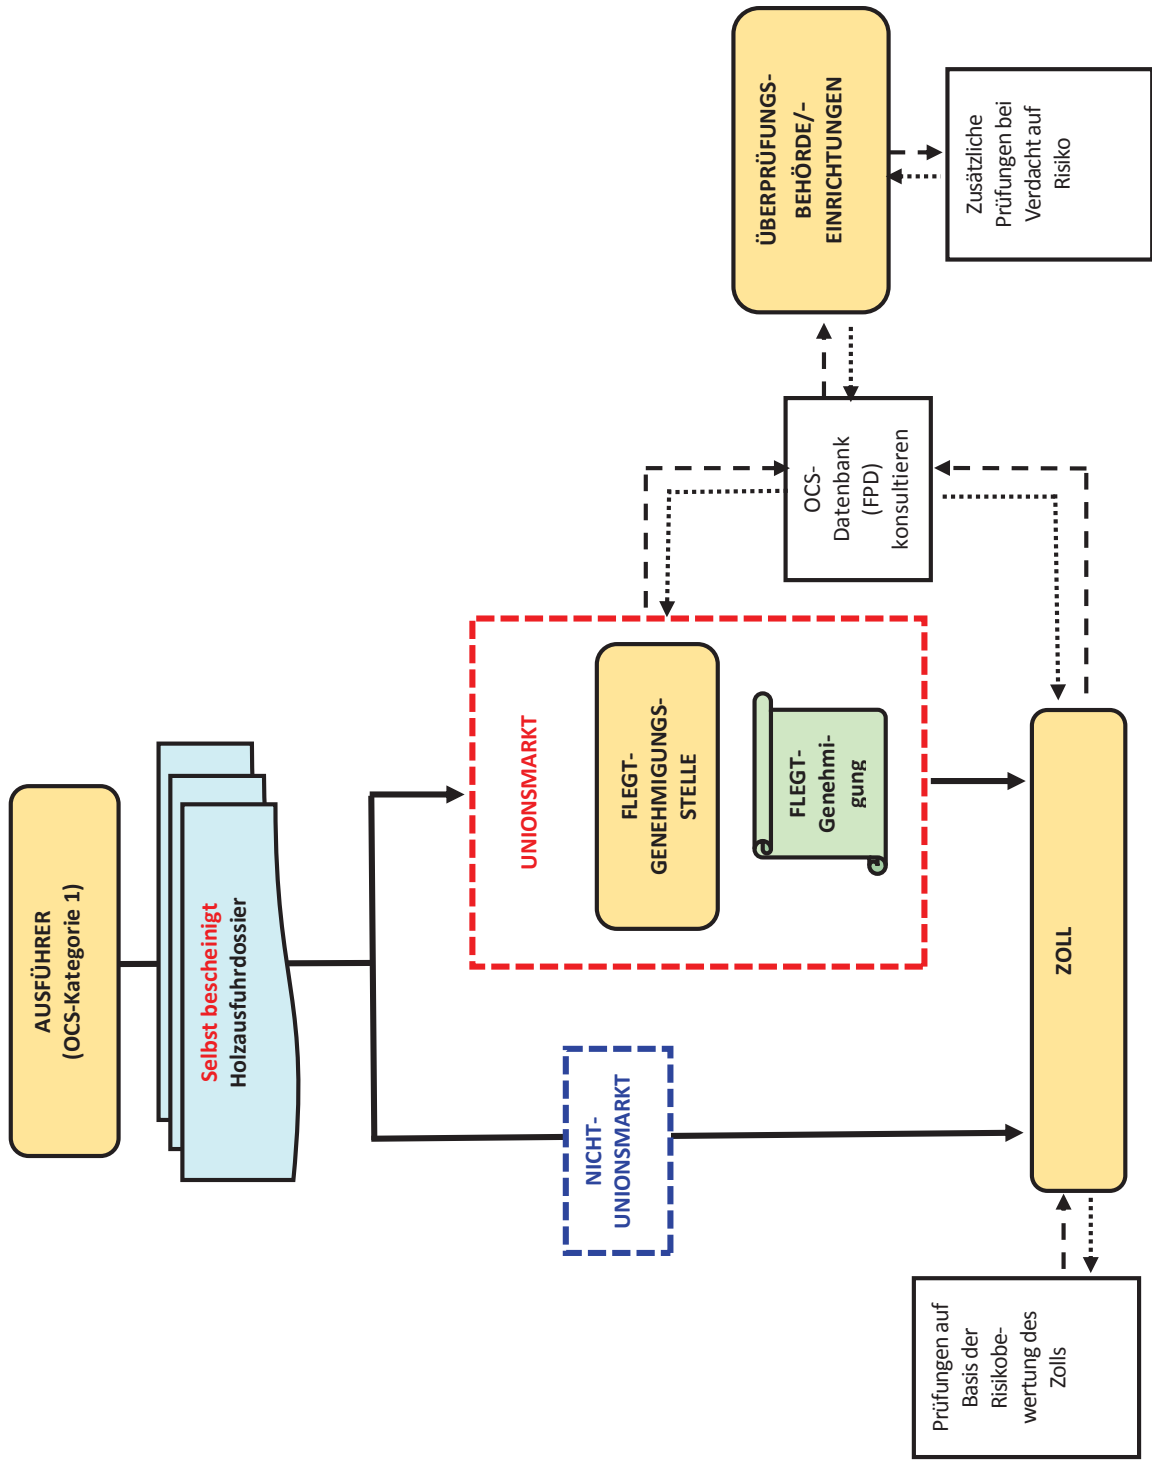 AUSFÜHRER
(OCS-Kategorie 1)
Selbst bescheinigt
Holzausfuhrdossier
NICHT-
UNIONSMARKT
UNIONSMARKT
FLEGT-
GENEHMIGUNGS-
STELLE
FLEGT-
Genehmi-
gung
OCS-
Datenbank
(FPD)
konsultieren
ÜBERPRÜFUNGS-
BEHÖRDE/-
EINRICHTUNGEN
Zusätzliche
Prüfungen bei
Verdacht auf
Risiko
Prüfungen auf
Basis der
Risikobe-
wertung des
Zolls
ZOLL